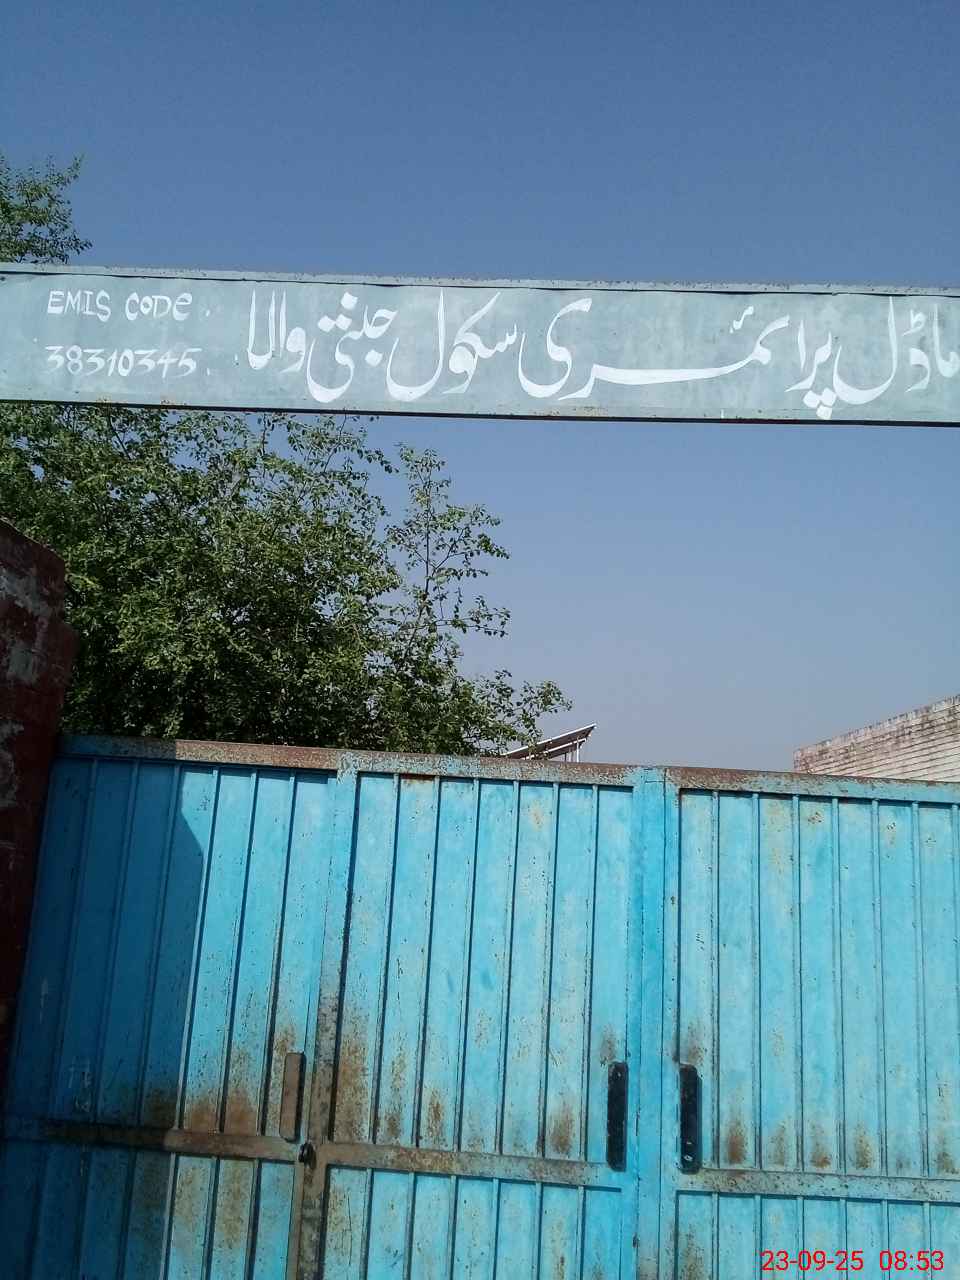 ماڈل پرائمری سکول جنتی والا
EMIS CODE.
38310345.
23-09-25 08:53